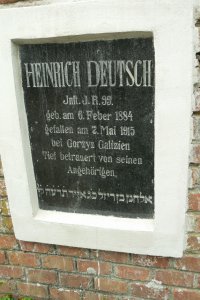 HEINRICH DEUTSCH
Jnft. J. R. 99.
geb. am 6. Feber 1884
gefallen am 2. Mai 1915
bei Gorzye Galizien
Tief betrauert von seinen
Angehörigen.